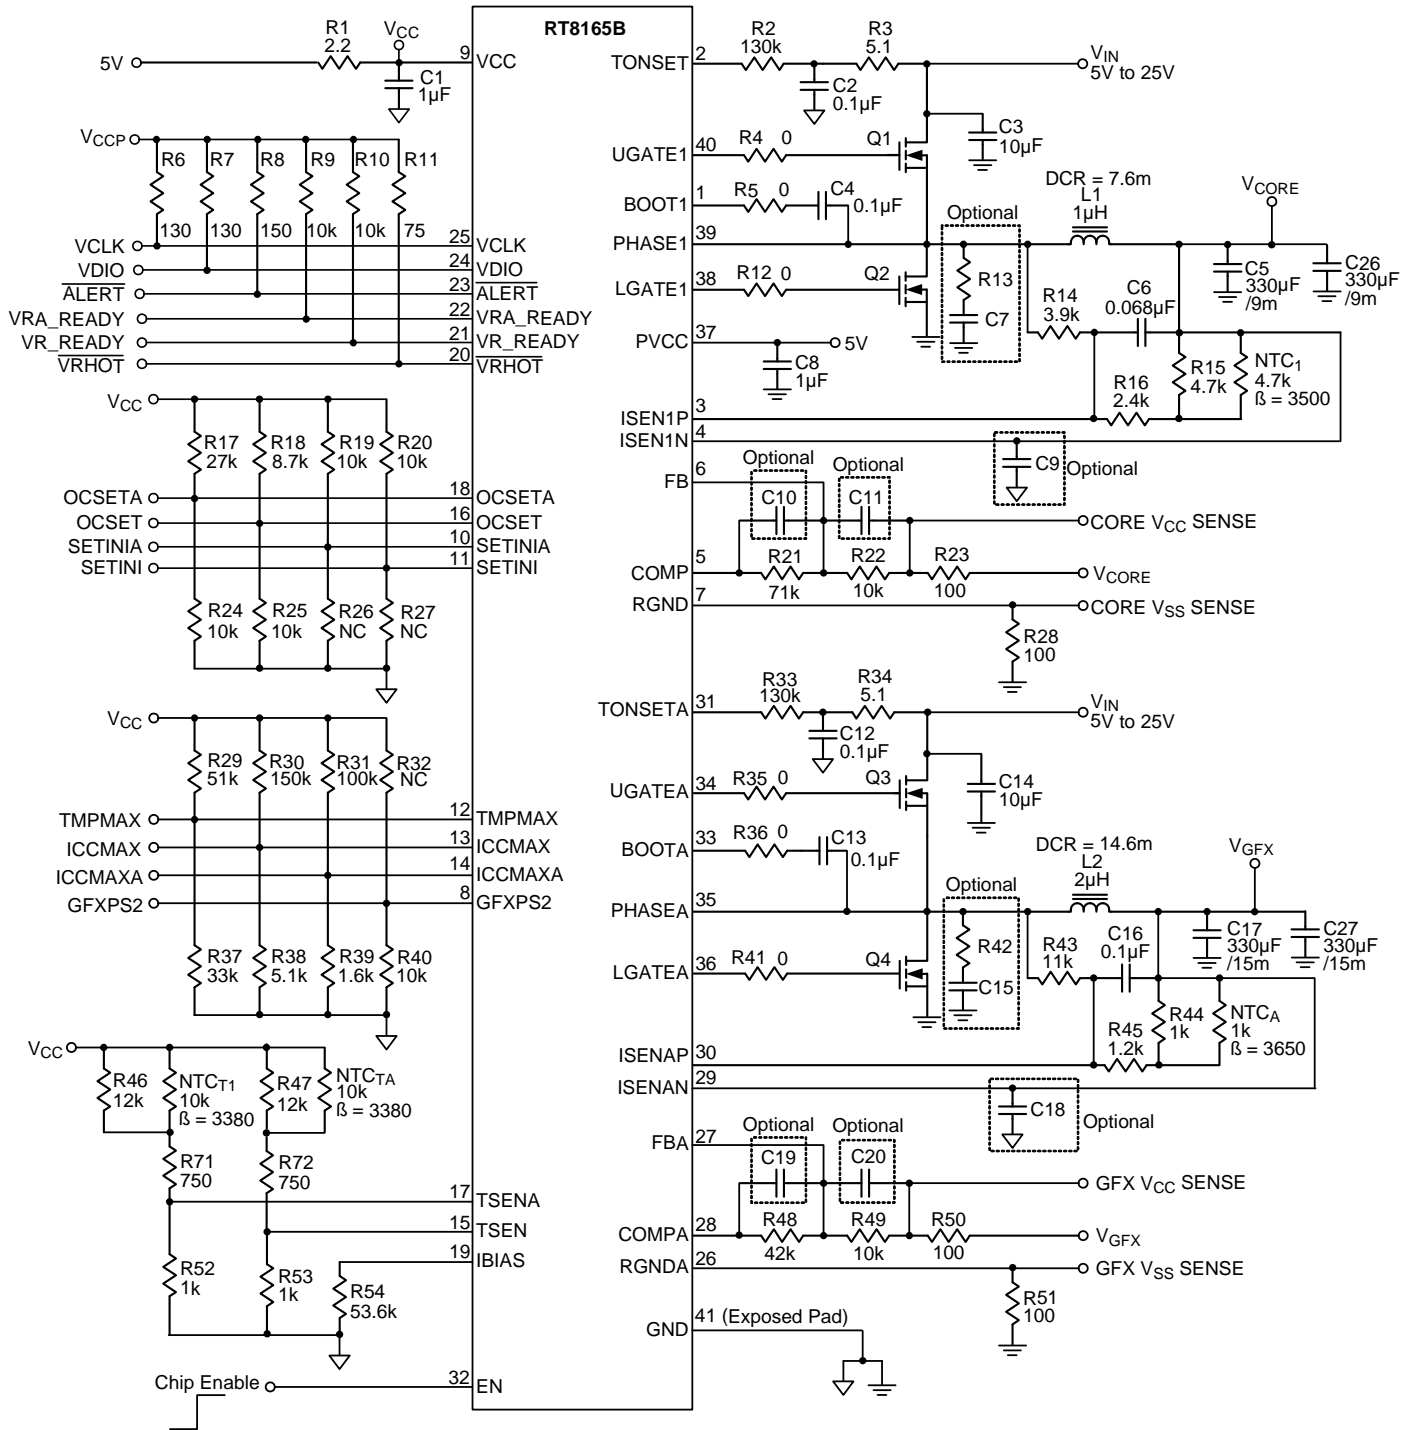 RT8165B
R1
2.2
VCC
5V
9
VCC
C1
1µF
VCCP
R6
R7
R8
R9
R10
R11
130
130
150
10k
10k
75
VCLK
25
VCLK
VDIO
24
VDIO
ALERT
23
ALERT
VRA_READY
22
VRA_READY
VR_READY
21
VR_READY
VRHOT
20
VRHOT
VCC
R17
27k
R18
8.7k
R19
10k
R20
10k
OCSETA
18
OCSETA
OCSET
16
OCSET
SETINIA
10
SETINIA
SETINI
11
SETINI
R24
10k
R25
10k
R26
NC
R27
NC
VCC
R29
51k
R30
150k
R31
100k
R32
NC
TMPMAX
12
TMPMAX
ICCMAX
13
ICCMAX
ICCMAXA
14
ICCMAXA
GFXPS2
8
GFXPS2
R37
33k
R38
5.1k
R39
1.6k
R40
10k
VCC
R46
12k
NTCT1
10k
ß = 3380
R47
12k
NTCTA
10k
ß = 3380
R71
750
R72
750
17
TSENA
15
TSEN
19
IBIAS
R52
1k
R53
1k
R54
53.6k
Chip Enable
32
EN
TONSET
2
R2
130k
R3
5.1
VIN
5V to 25V
C2
0.1µF
C3
10µF
UGATE1
40
R4 0
Q1
BOOT1
1
R5 0
C4
0.1µF
PHASE1
39
Optional
R13
C7
DCR = 7.6m
L1
1µH
VCORE
LGATE1
38
R12 0
Q2
C5
330µF
/9m
C26
330µF
/9m
R14
3.9k
C6
0.068µF
PVCC
37
5V
C8
1µF
R16
2.4k
R15
4.7k
NTC1
4.7k
ß = 3500
ISEN1P
3
ISEN1N
4
C9
Optional
FB
6
Optional
C10
Optional
C11
CORE VCC SENSE
COMP
5
R21
71k
R22
10k
R23
100
VCORE
RGND
7
CORE VSS SENSE
R28
100
TONSETA
31
R33
130k
R34
5.1
VIN
5V to 25V
C12
0.1µF
C14
10µF
UGATEA
34
R35 0
Q3
BOOTA
33
R36 0
C13
0.1µF
PHASEA
35
Optional
R42
C15
DCR = 14.6m
L2
2µH
VGFX
LGATEA
36
R41 0
Q4
R43
11k
C16
0.1µF
C17
330µF
/15m
C27
330µF
/15m
R45
1.2k
R44
1k
NTCA
1k
ß = 3650
ISENAP
30
ISENAN
29
C18
Optional
FBA
27
Optional
C19
Optional
C20
GFX VCC SENSE
COMPA
28
R48
42k
R49
10k
R50
100
VGFX
RGNDA
26
GFX VSS SENSE
R51
100
GND
41 (Exposed Pad)